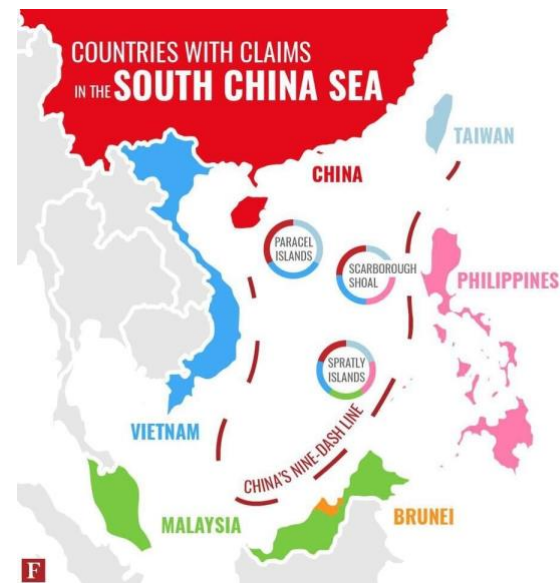 COUNTRIES WITH CLAIMS
IN THE SOUTH CHINA SEA
TAIWAN
CHINA
PARACEL
ISLANDS
SCARBOROUGH
SHOAL
PHILIPPINES
SPRATLY
ISLANDS
VIETNAM
CHINA'S NINE-DASH LINE
MALAYSIA
BRUNEI
F